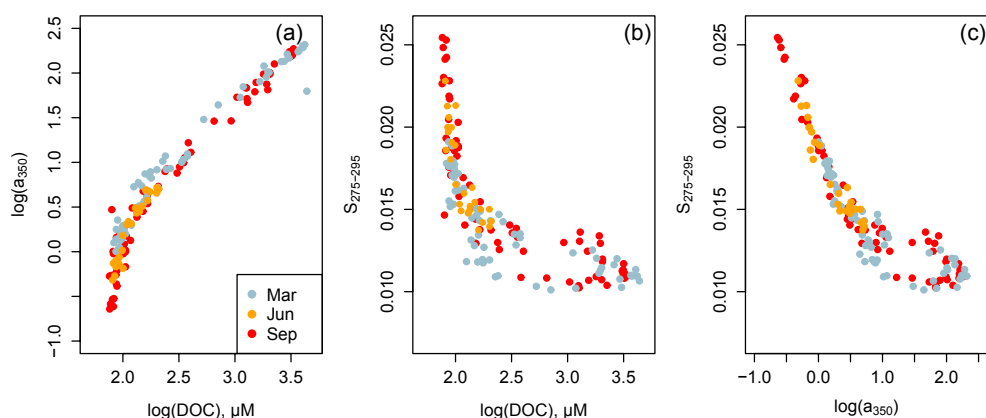 (a)
log(a350)
2.5
2.0
1.5
1.0
0.5
0.0
−1.0
Mar
Jun
Sep
2.0 2.5 3.0 3.5
log(DOC), μM
(b)
S275−295
0.025
0.020
0.015
0.010
2.0 2.5 3.0 3.5
log(DOC), μM
(c)
S275−295
0.025
0.020
0.015
0.010
−1.0 0.0 1.0 2.0
log(a350)